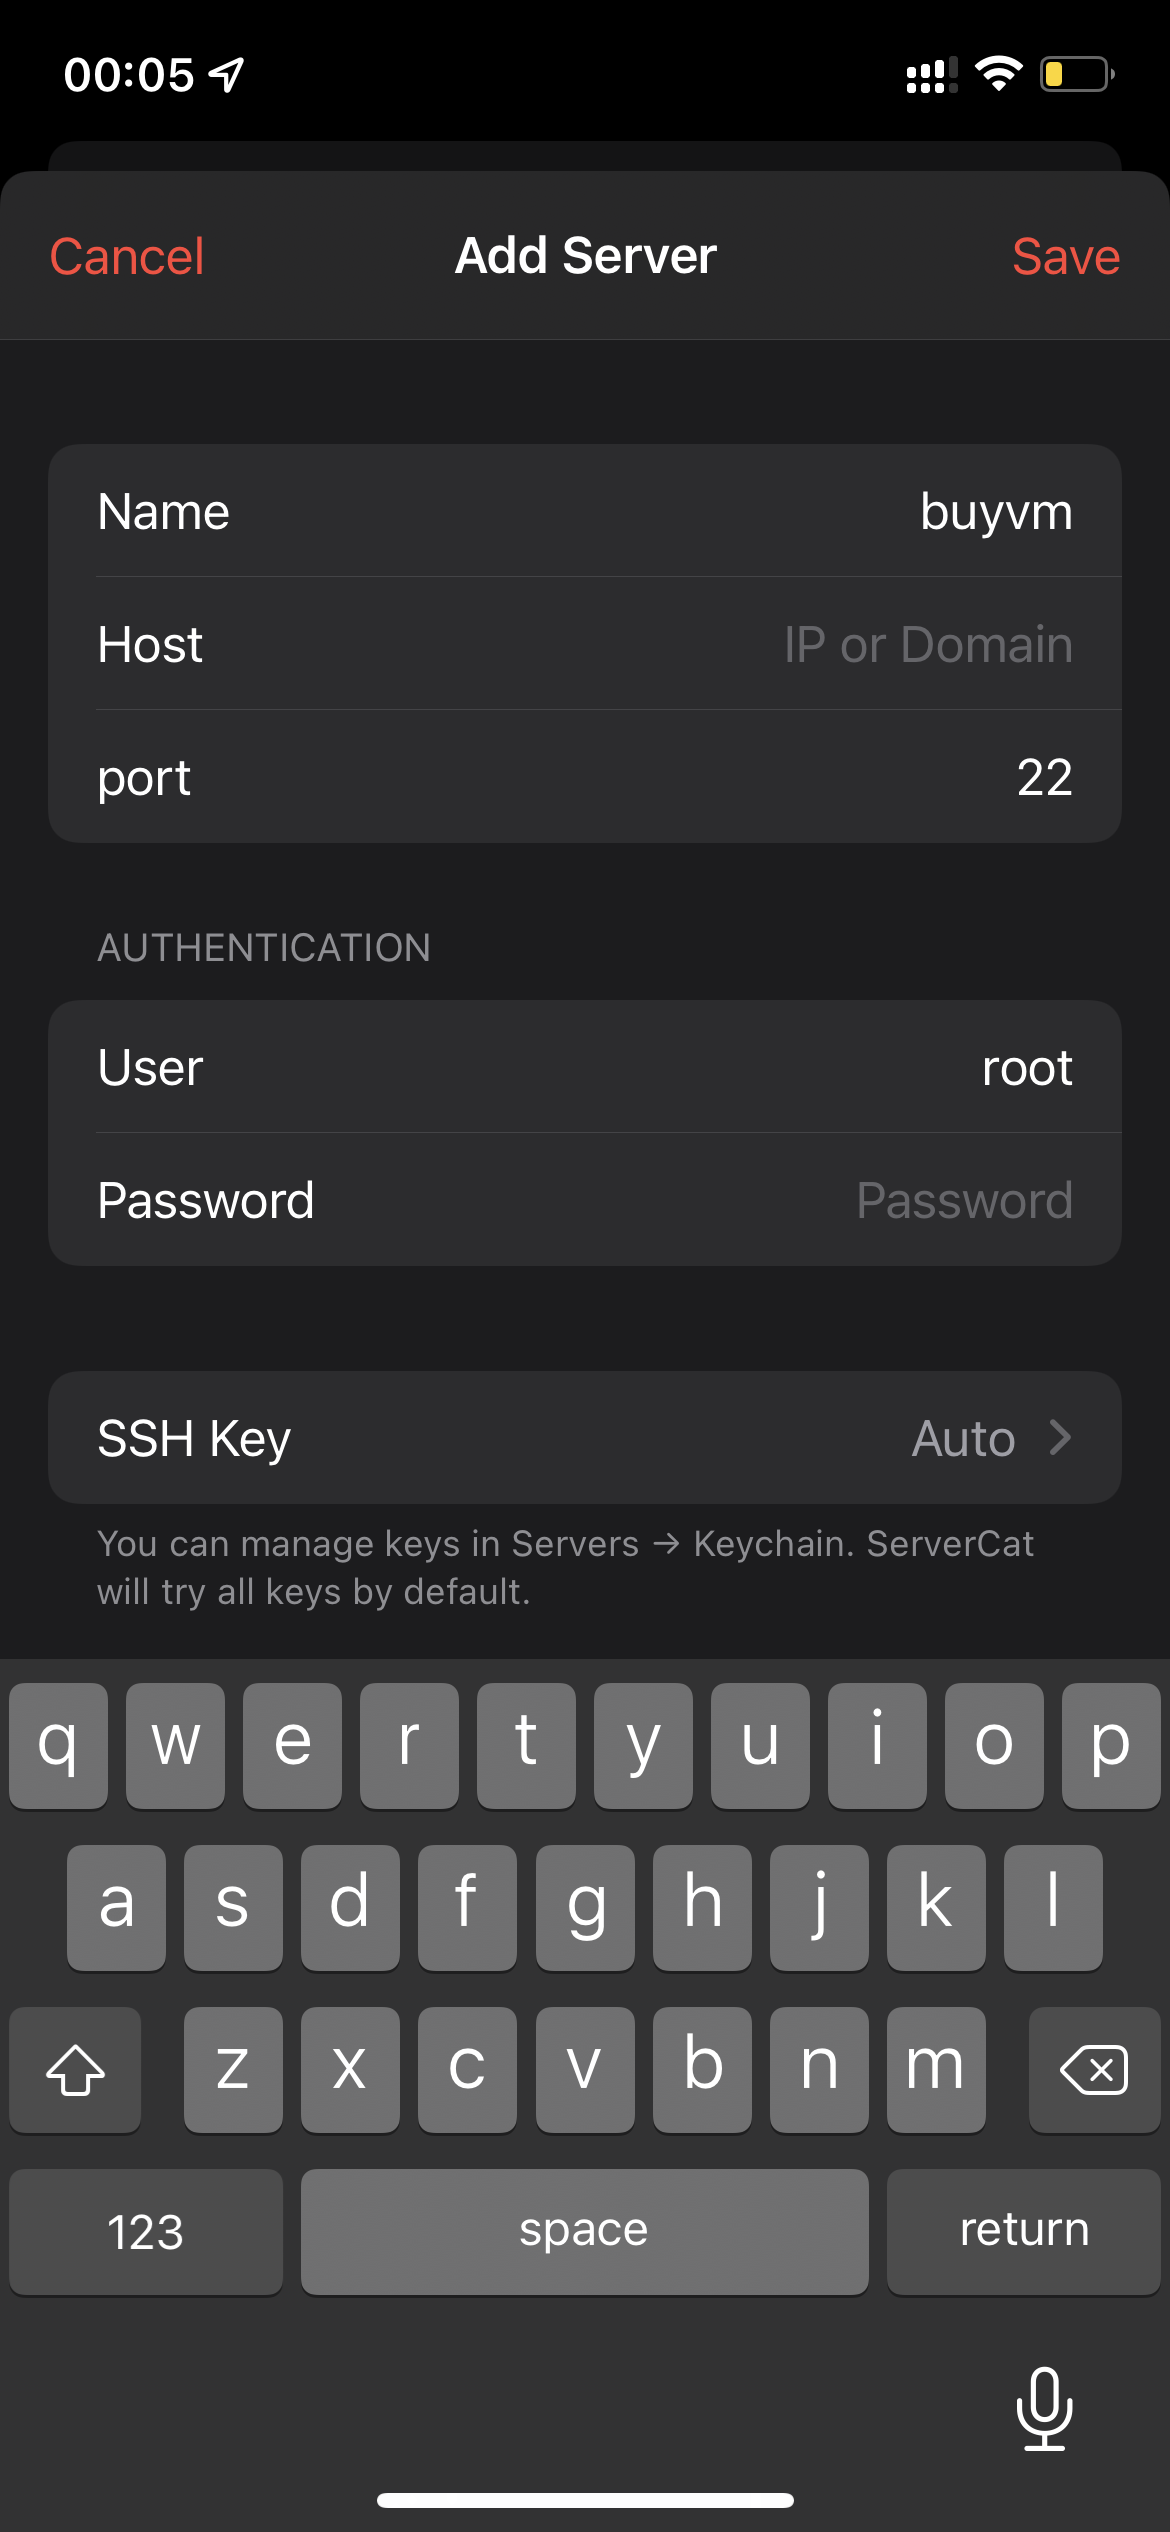 00:05
Cancel Add Server Save
Name buyvm
Host IP or Domain
port 22
AUTHENTICATION
User root
Password Password
SSH Key Auto
You can manage keys in Servers → Keychain. ServerCat
will try all keys by default.
q w e r t y u i o p
a s d f g h j k l
z x c v b n m
123 space return